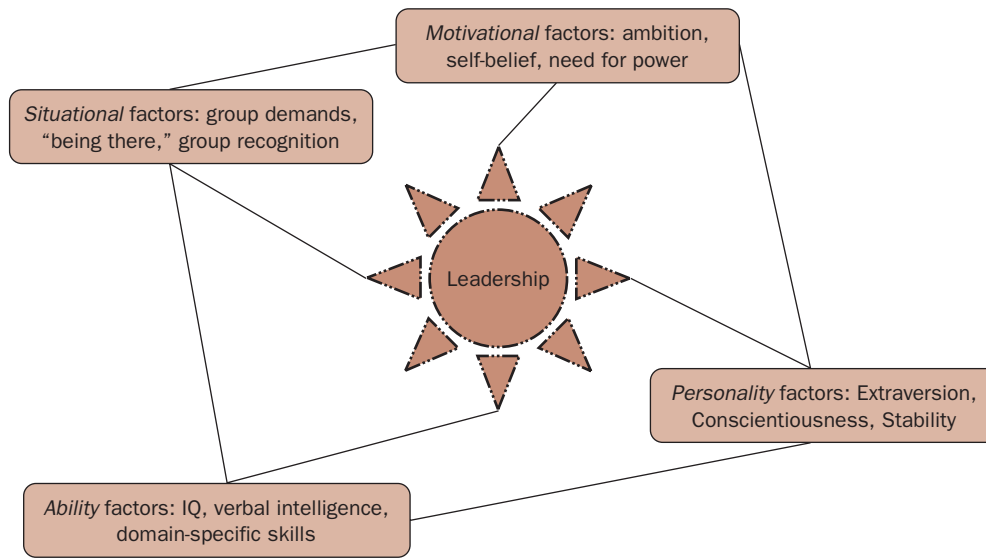 Motivational factors: ambition,
self-belief, need for power
Situational factors: group demands,
“being there,” group recognition
Leadership
Personality factors: Extraversion,
Conscientiousness, Stability
Ability factors: IQ, verbal intelligence,
domain-specific skills